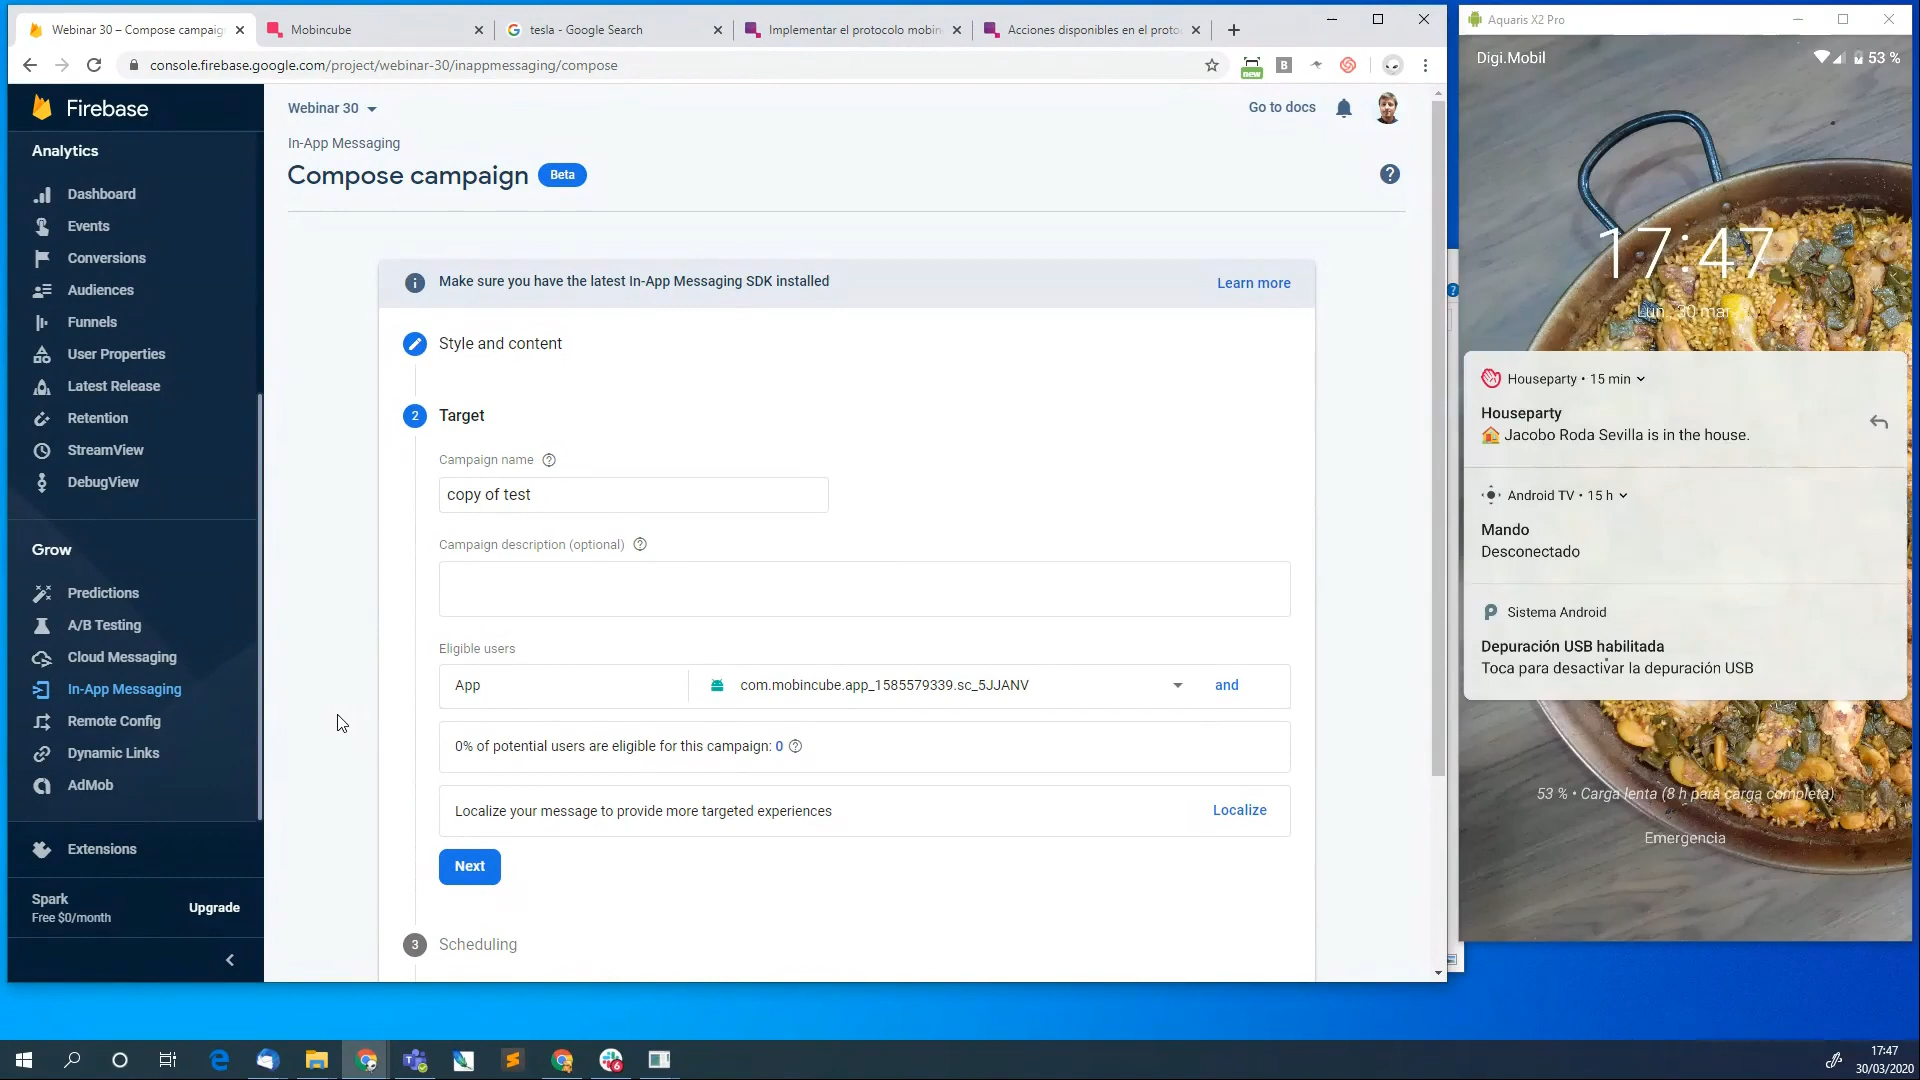 Webinar 30 – Compose campaig
Mobincube
tesla - Google Search
Implementar el protocolo mobin
Acciones disponibles en el proto
console.firebase.google.com/project/webinar-30/inappmessaging/compose
new
B
Firebase
Analytics
Dashboard
Events
Conversions
Audiences
Funnels
User Properties
Latest Release
Retention
StreamView
DebugView
Grow
Predictions
A/B Testing
Cloud Messaging
In-App Messaging
Remote Config
Dynamic Links
AdMob
Extensions
Spark
Free $0/month
Upgrade
Webinar 30
Go to docs
In-App Messaging
Compose campaign
Beta
Make sure you have the latest In-App Messaging SDK installed
Learn more
Style and content
2
Target
Campaign name
copy of test
Campaign description (optional)
Eligible users
App
com.mobincube.app_1585579339.sc_5JJANV
and
0% of potential users are eligible for this campaign: 0
Localize your message to provide more targeted experiences
Localize
Next
3
Scheduling
Aquaris X2 Pro
Digi.Mobil
53 %
17:47
Lun., 30 mar.
Houseparty • 15 min
Houseparty
🏠 Jacobo Roda Sevilla is in the house.
Android TV • 15 h
Mando
Desconectado
Sistema Android
Depuración USB habilitada
Toca para desactivar la depuración USB
53 % • Carga lenta (8 h para carga completa)
Emergencia
6
17:47
30/03/2020